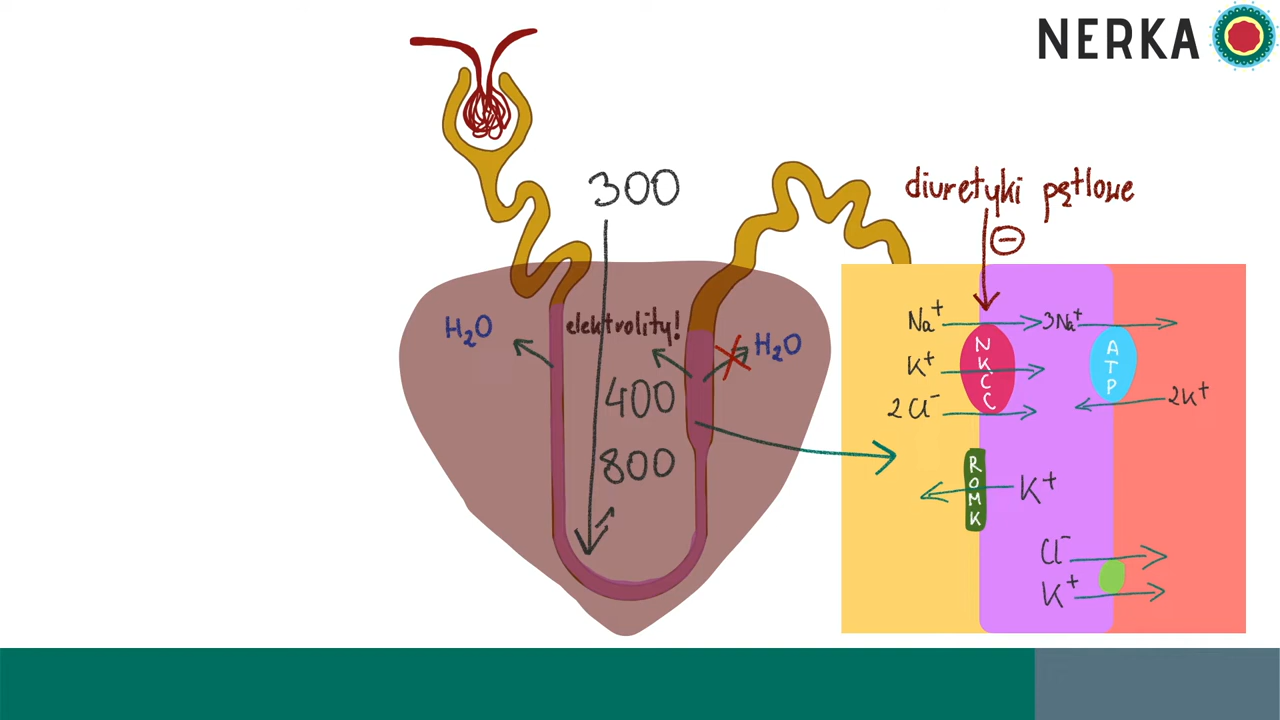 NERKA
300
diuretyki pętlowe
−
H₂O
elektrolity!
H₂O
400
800
Na⁺
3Na⁺
K⁺
2Cl⁻
2K⁺
NKCC
ATP
ROMK
K⁺
Cl⁻
K⁺